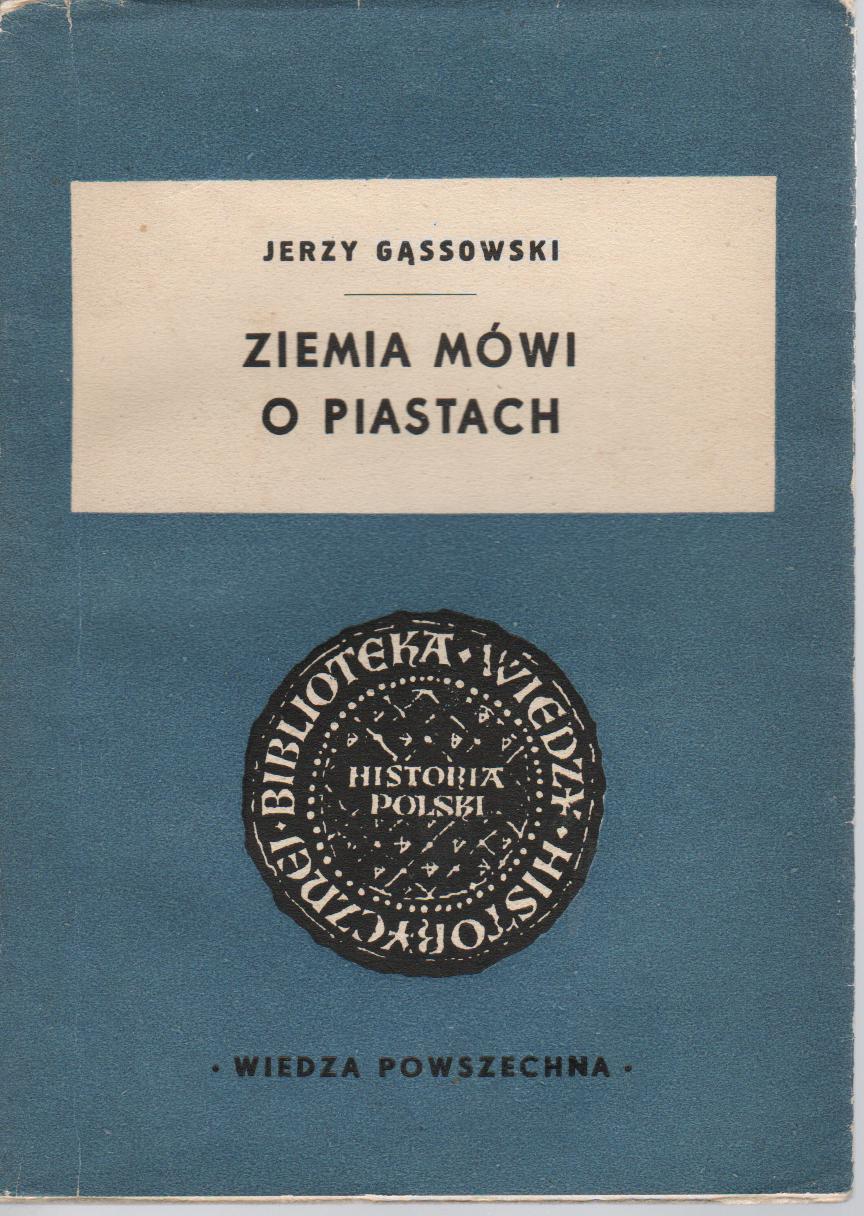 JERZY GĄSSOWSKI
ZIEMIA MÓWI
O PIASTACH
BIBLIOTEKA · WIEDZY · HISTORYCZNEJ ·
HISTORIA
POLSKI
· WIEDZA POWSZECHNA ·